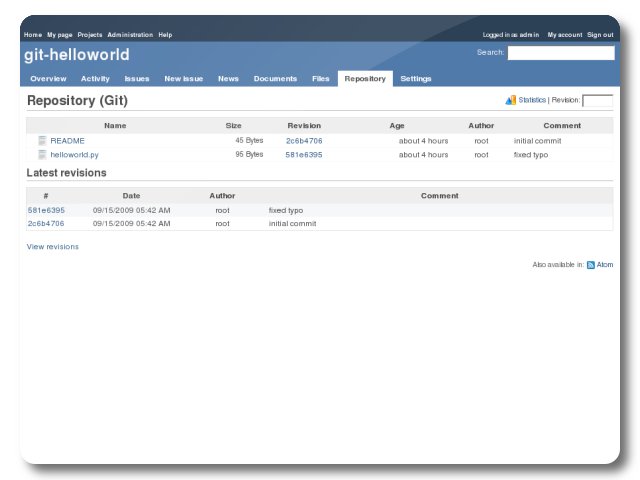 Home My page Projects Administration Help Logged in as admin My account Sign out
git-helloworld Search:
Overview Activity Issues New issue News Documents Files Repository Settings
Repository (Git) Statistics | Revision:
Name Size Revision Age Author Comment
README 45 Bytes 2c6b4706 about 4 hours root initial commit
helloworld.py 95 Bytes 581e6395 about 4 hours root fixed typo
Latest revisions
# Date Author Comment
581e6395 09/15/2009 05:42 AM root fixed typo
2c6b4706 09/15/2009 05:42 AM root initial commit
View revisions
Also available in: Atom